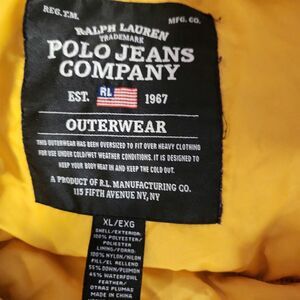 REG. T.M.
MFG. CO.
RALPH LAUREN
TRADEMARK
POLO JEANS
COMPANY
EST. RL 1967
OUTERWEAR
THIS OUTERWEAR HAS BEEN OVERSIZED TO FIT OVER HEAVY CLOTHING
FOR USE UNDER COLD/WET WEATHER CONDITIONS. IT IS DESIGNED TO
KEEP YOUR BODY HEAT IN AND KEEP THE COLD OUT.
A PRODUCT OF R.L. MANUFACTURING CO.
115 FIFTH AVENUE NY, NY
XL/EXG
SHELL/EXTERIOR:
100% POLYESTER/
POLIESTER
LINING/FORRO:
100% NYLON/NILON
FILL/EL RELLENO
55% DOWN/PLUMON
45% WATERFOWL
FEATHER/
OTRAS PLUMAS
MADE IN CHINA